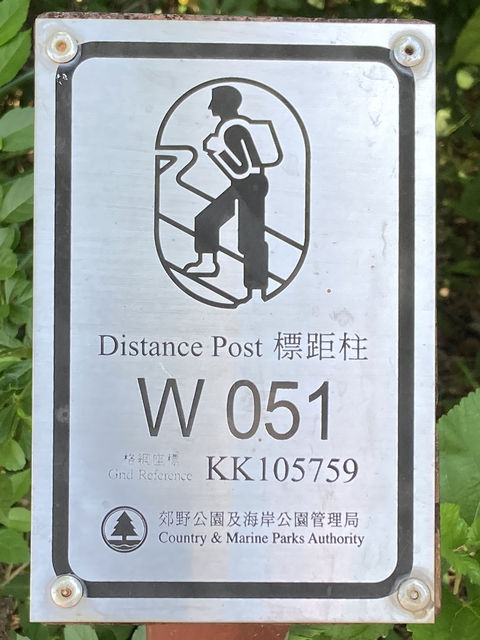 Distance Post 標距柱
W 051
格網座標
Grid Reference KK105759
郊野公園及海岸公園管理局
Country & Marine Parks Authority